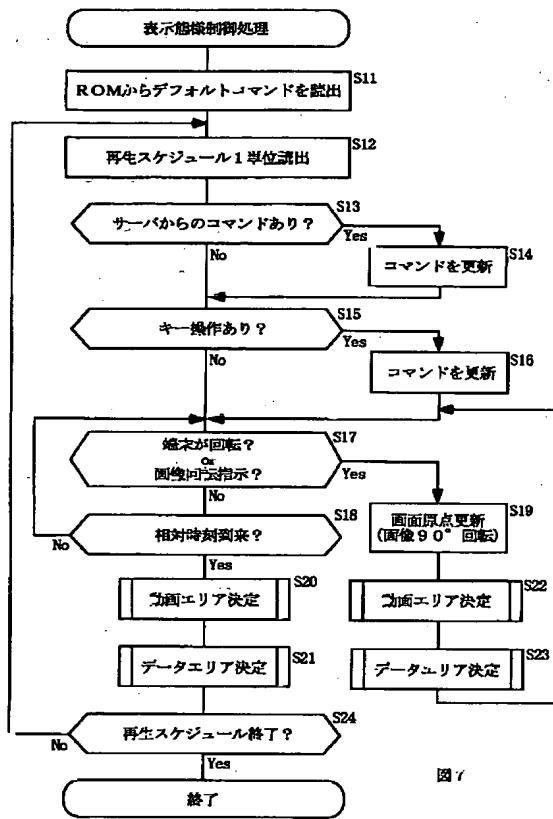 表示態様制御処理
ROMからデフォルトコマンドを読出
S11
再生スケジュール1単位読出
S12
サーバからのコマンドあり?
S13
Yes
No
コマンドを更新
S14
キー操作あり?
S15
Yes
No
コマンドを更新
S16
端末が回転?
or
画像回転指示?
S17
Yes
No
相対時刻到来?
S18
No
Yes
画面原点更新
(画像90°回転)
S19
動画エリア決定
S20
動画エリア決定
S22
データエリア決定
S21
データエリア決定
S23
再生スケジュール終了?
S24
No
Yes
終了
図7